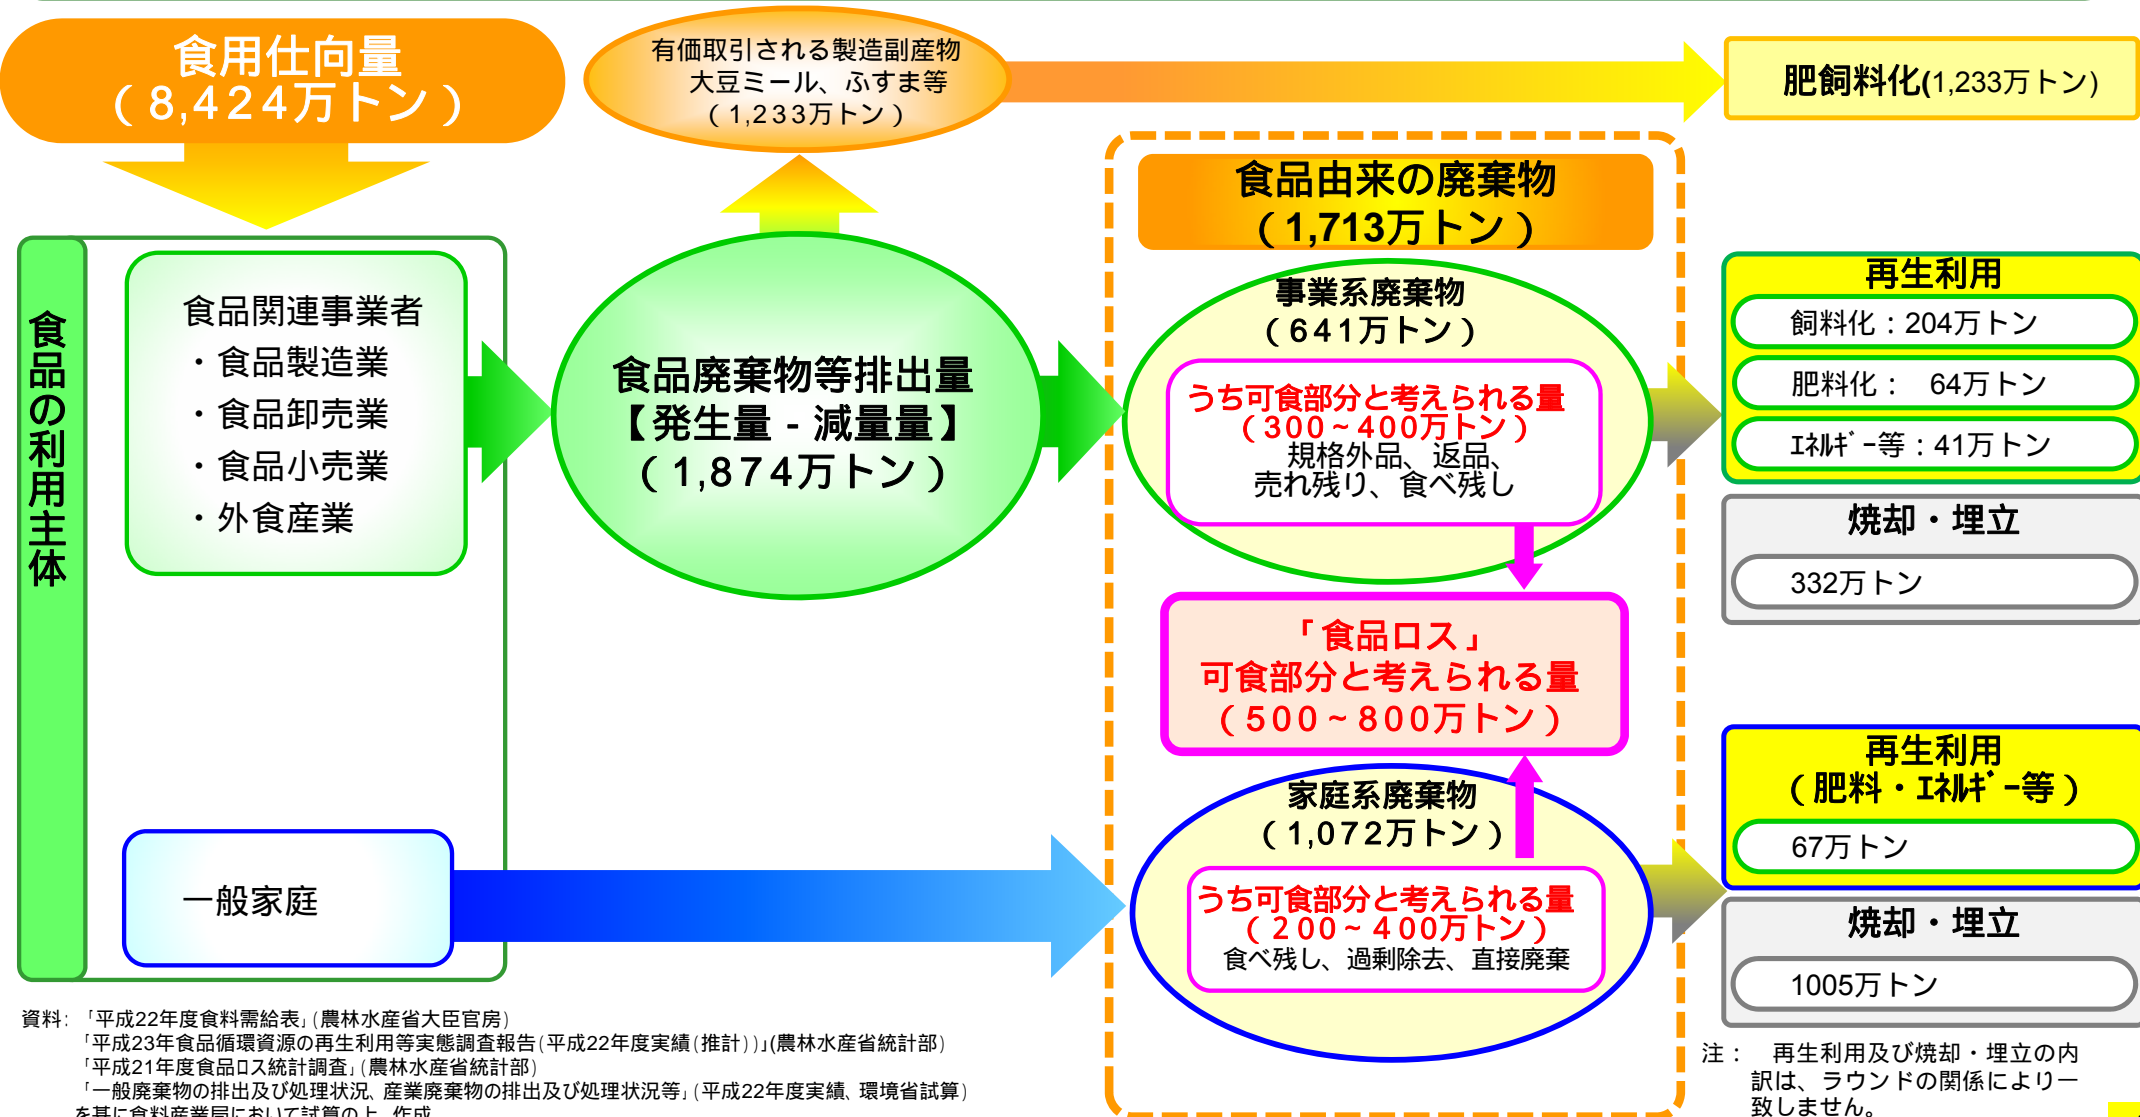 食用仕向量
（8,424万トン）
有価取引される製造副産物
大豆ミール、ふすま等
（1,233万トン）
肥飼料化(1,233万トン)
食品の利用主体
食品関連事業者
・食品製造業
・食品卸売業
・食品小売業
・外食産業
一般家庭
食品廃棄物等排出量
【発生量‐減量量】
（1,874万トン）
食品由来の廃棄物
（1,713万トン）
事業系廃棄物
（641万トン）
うち可食部分と考えられる量
（300~400万トン）
規格外品、返品、
売れ残り、食べ残し
「食品ロス」
可食部分と考えられる量
（500~800万トン）
家庭系廃棄物
（1,072万トン）
うち可食部分と考えられる量
（200~400万トン）
食べ残し、過剰除去、直接廃棄
再生利用
飼料化：204万トン
肥料化：　64万トン
ｴﾈﾙｷﾞｰ等：41万トン
焼却・埋立
332万トン
再生利用
（肥料・ｴﾈﾙｷﾞｰ等）
67万トン
焼却・埋立
1005万トン
資料:「平成22年度食料需給表」(農林水産省大臣官房)
「平成23年食品循環資源の再生利用等実態調査報告(平成22年度実績(推計))」(農林水産省統計部)
「平成21年度食品ロス統計調査」(農林水産省統計部)
「一般廃棄物の排出及び処理状況、産業廃棄物の排出及び処理状況等」(平成22年度実績、環境省試算)
を基に食料産業局において試算の上、作成
注：　再生利用及び焼却・埋立の内
訳は、ラウンドの関係により一
致しません。